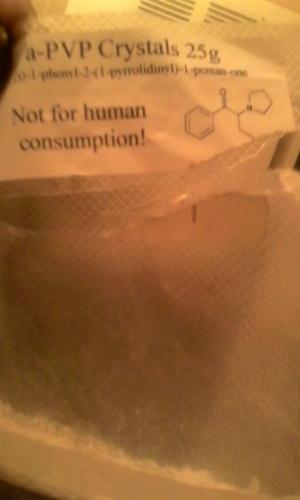 a-PVP Crystals 25g
1-phenyl-2-(1-pyrrolidinyl)-1-pentan-one
Not for human
consumption!
O
N